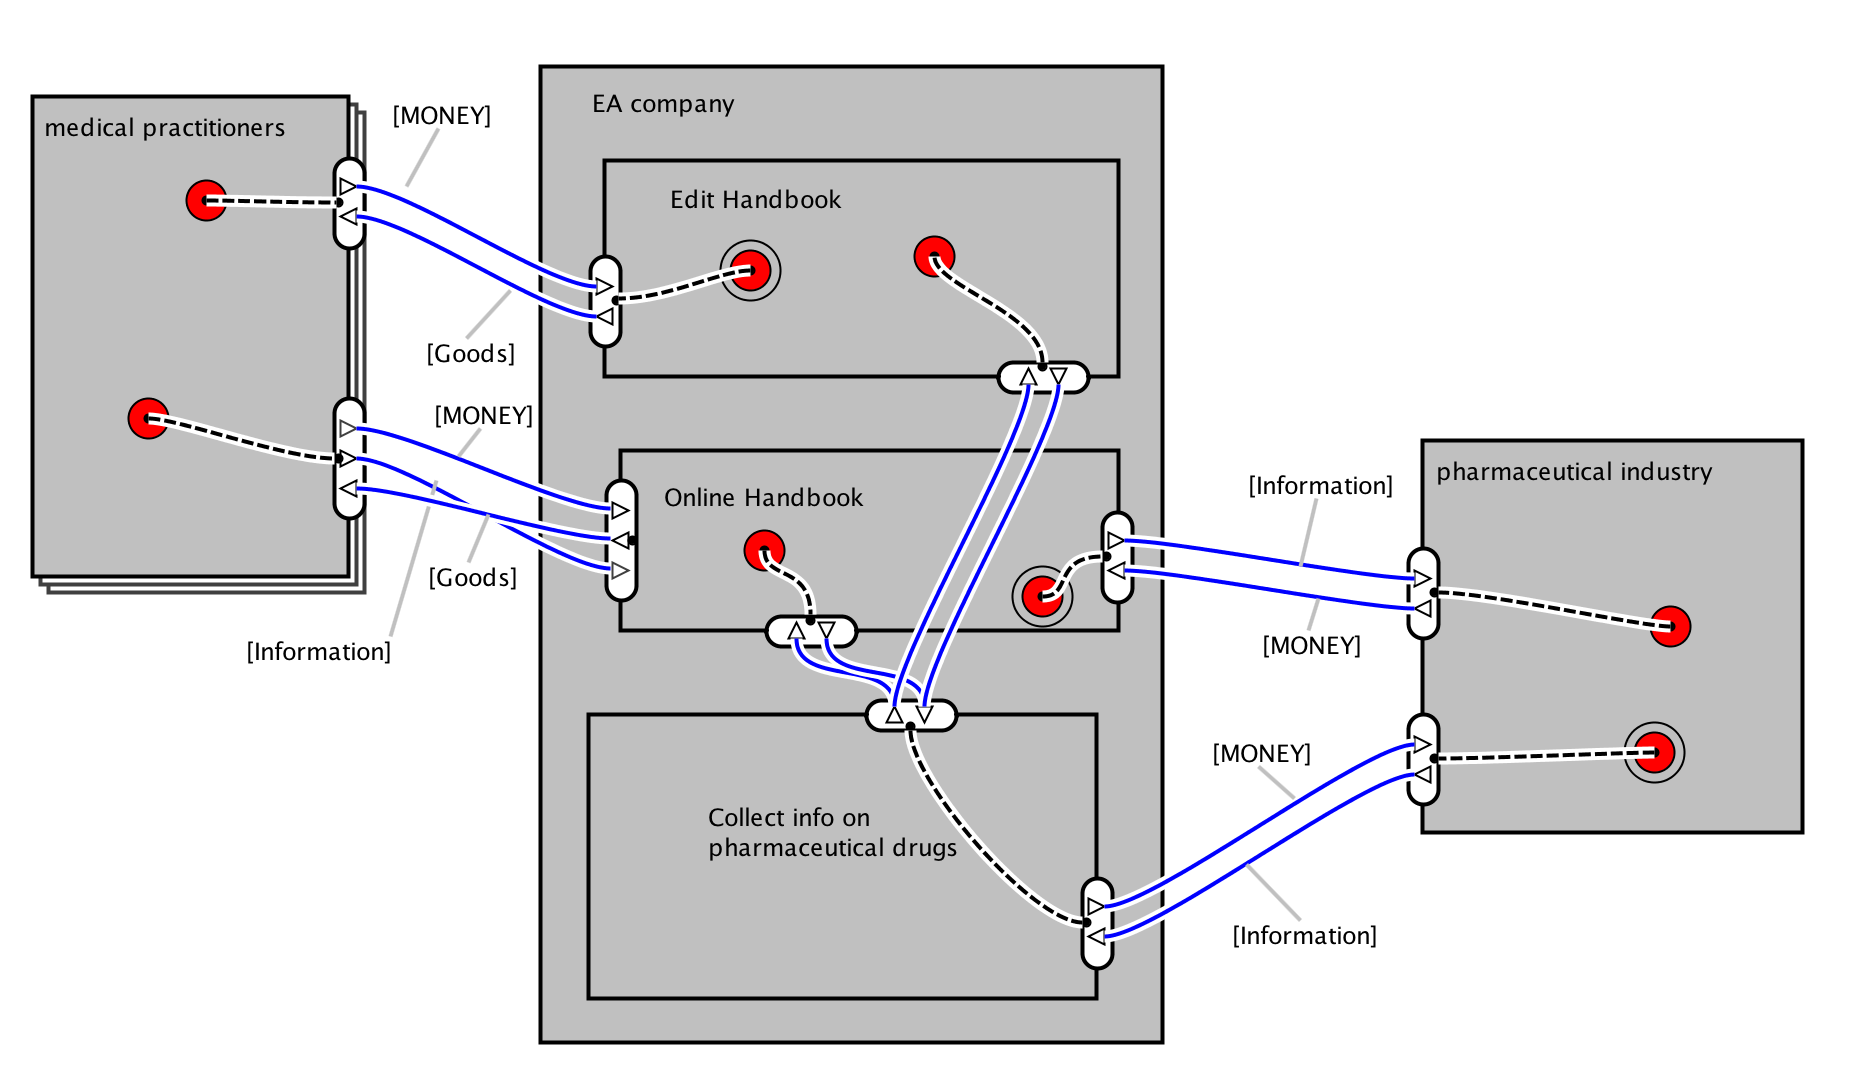 medical practitioners
[MONEY]
[Goods]
[MONEY]
[Goods]
[Information]
EA company
Edit Handbook
Online Handbook
Collect info on
pharmaceutical drugs
[Information]
[MONEY]
[MONEY]
[Information]
pharmaceutical industry